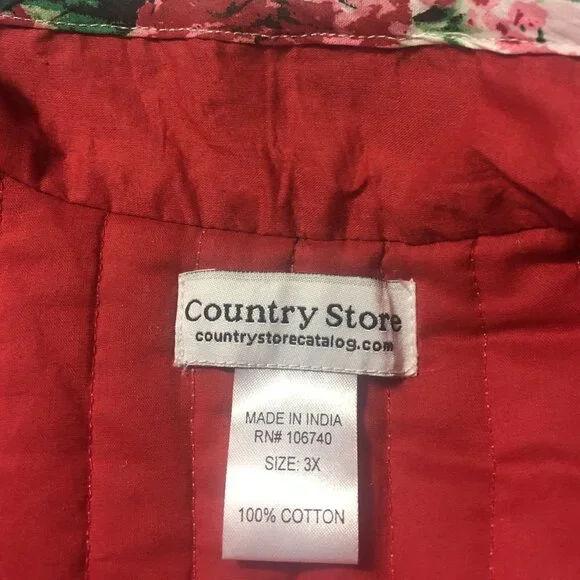 Country Store
countrystorecatalog.com
MADE IN INDIA
RN# 106740
SIZE: 3X
100% COTTON